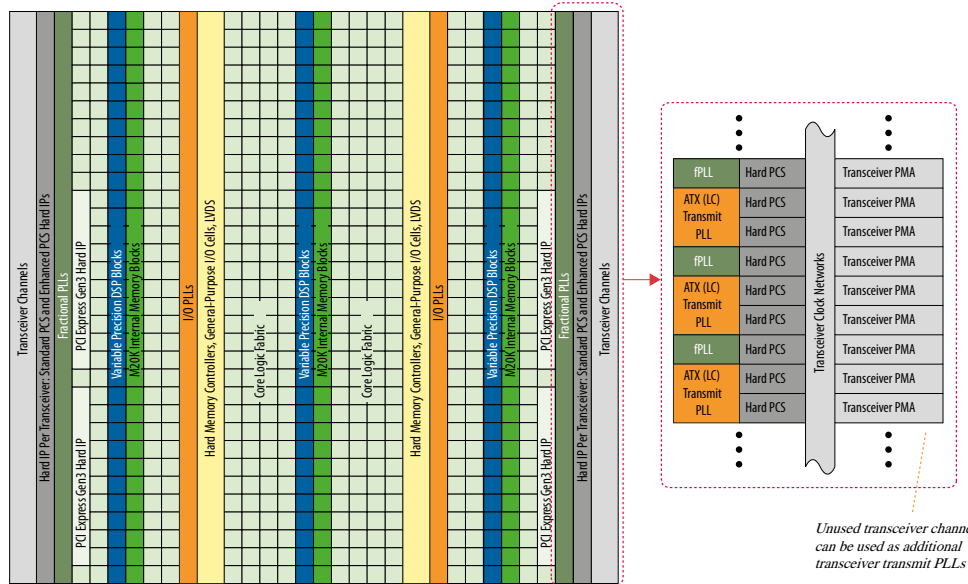 Transceiver Channels
Hard IP Per Transceiver: Standard PCS and Enhanced PCS Hard IPs
Fractional PLLs
PCI Express Gen3 Hard IP
PCI Express Gen3 Hard IP
Variable Precision DSP Blocks
M20K Internal Memory Blocks
I/O PLLs
Hard Memory Controllers, General-Purpose I/O Cells, LVDS
Core Logic Fabric
Variable Precision DSP Blocks
M20K Internal Memory Blocks
Core Logic Fabric
Hard Memory Controllers, General-Purpose I/O Cells, LVDS
I/O PLLs
Variable Precision DSP Blocks
M20K Internal Memory Blocks
PCI Express Gen3 Hard IP
PCI Express Gen3 Hard IP
Fractional PLLs
Hard IP Per Transceiver: Standard PCS and Enhanced PCS Hard IPs
Transceiver Channels
fPLL
ATX (LC)
Transmit
PLL
fPLL
ATX (LC)
Transmit
PLL
fPLL
ATX (LC)
Transmit
PLL
Hard PCS
Hard PCS
Hard PCS
Hard PCS
Hard PCS
Hard PCS
Hard PCS
Hard PCS
Hard PCS
Transceiver Clock Networks
Transceiver PMA
Transceiver PMA
Transceiver PMA
Transceiver PMA
Transceiver PMA
Transceiver PMA
Transceiver PMA
Transceiver PMA
Transceiver PMA
Unused transceiver chann
can be used as additional
transceiver transmit PLLs